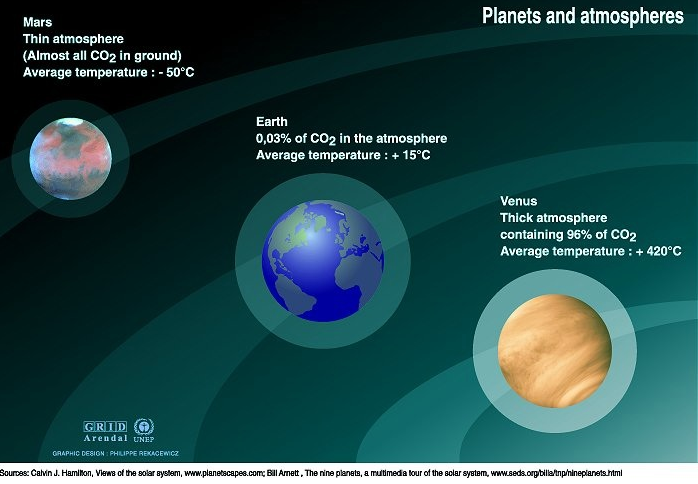 Planets and atmospheres
Mars
Thin atmosphere
(Almost all CO2 in ground)
Average temperature : - 50°C
Earth
0,03% of CO2 in the atmosphere
Average temperature : + 15°C
Venus
Thick atmosphere
containing 96% of CO2
Average temperature : + 420°C
GRID
Arendal
UNEP
GRAPHIC DESIGN : PHILIPPE REKACEWICZ
Sources: Calvin J. Hamilton, Views of the solar system, www.planetscapes.com; Bill Arnett , The nine planets, a multimedia tour of the solar system, www.seds.org/billa/tnp/nineplanets.html